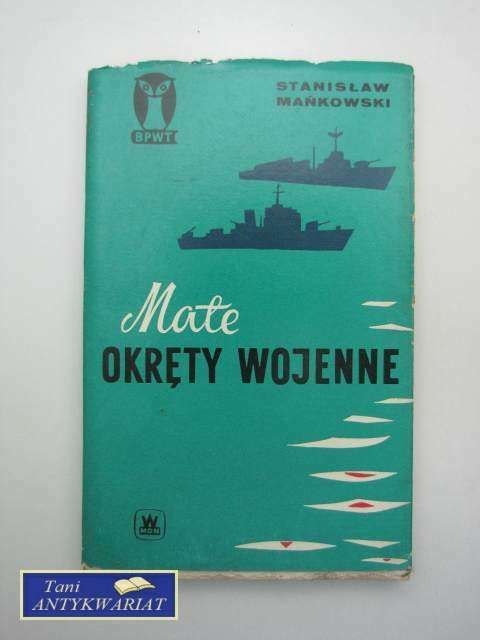 STANISŁAW
MAŃKOWSKI
BPWT
Małe
OKRĘTY WOJENNE
W
MON
Tani
ANTYKWARIAT